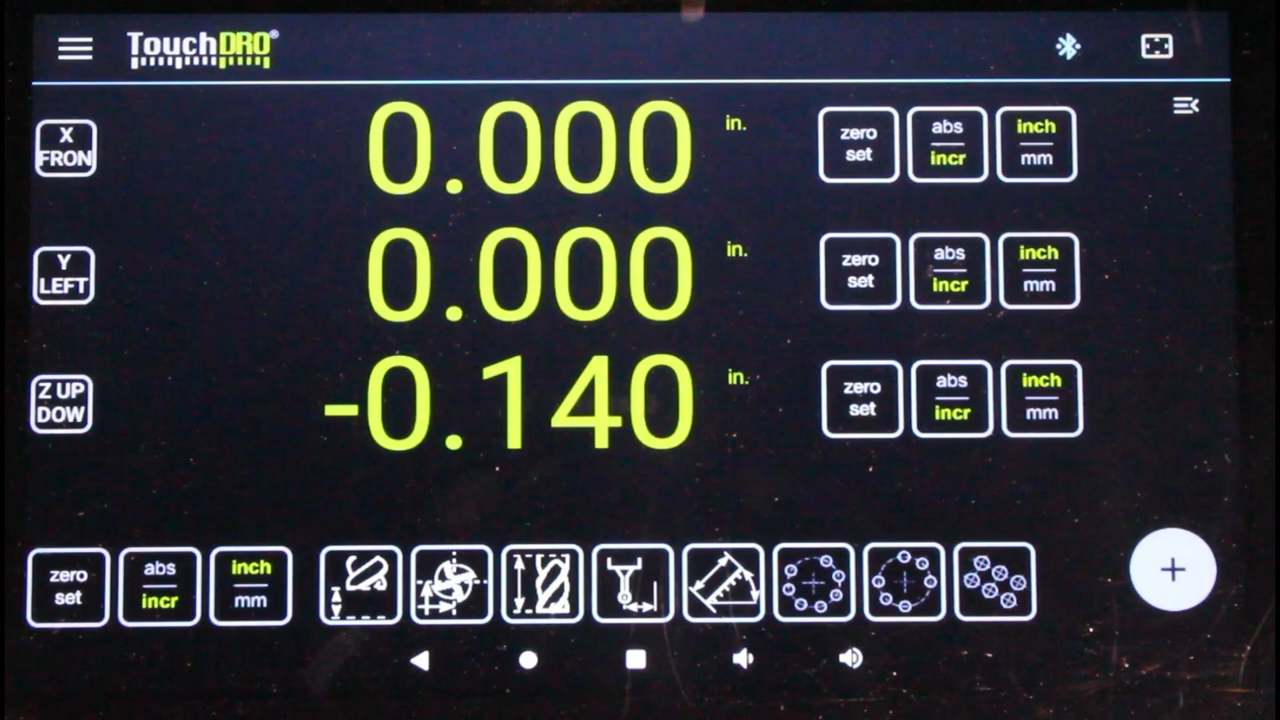 TouchDRO®
X
FRON
0.000
in.
zero
set
abs
incr
inch
mm
Y
LEFT
0.000
in.
zero
set
abs
incr
inch
mm
Z UP
DOW
-0.140
in.
zero
set
abs
incr
inch
mm
zero
set
abs
incr
inch
mm
+